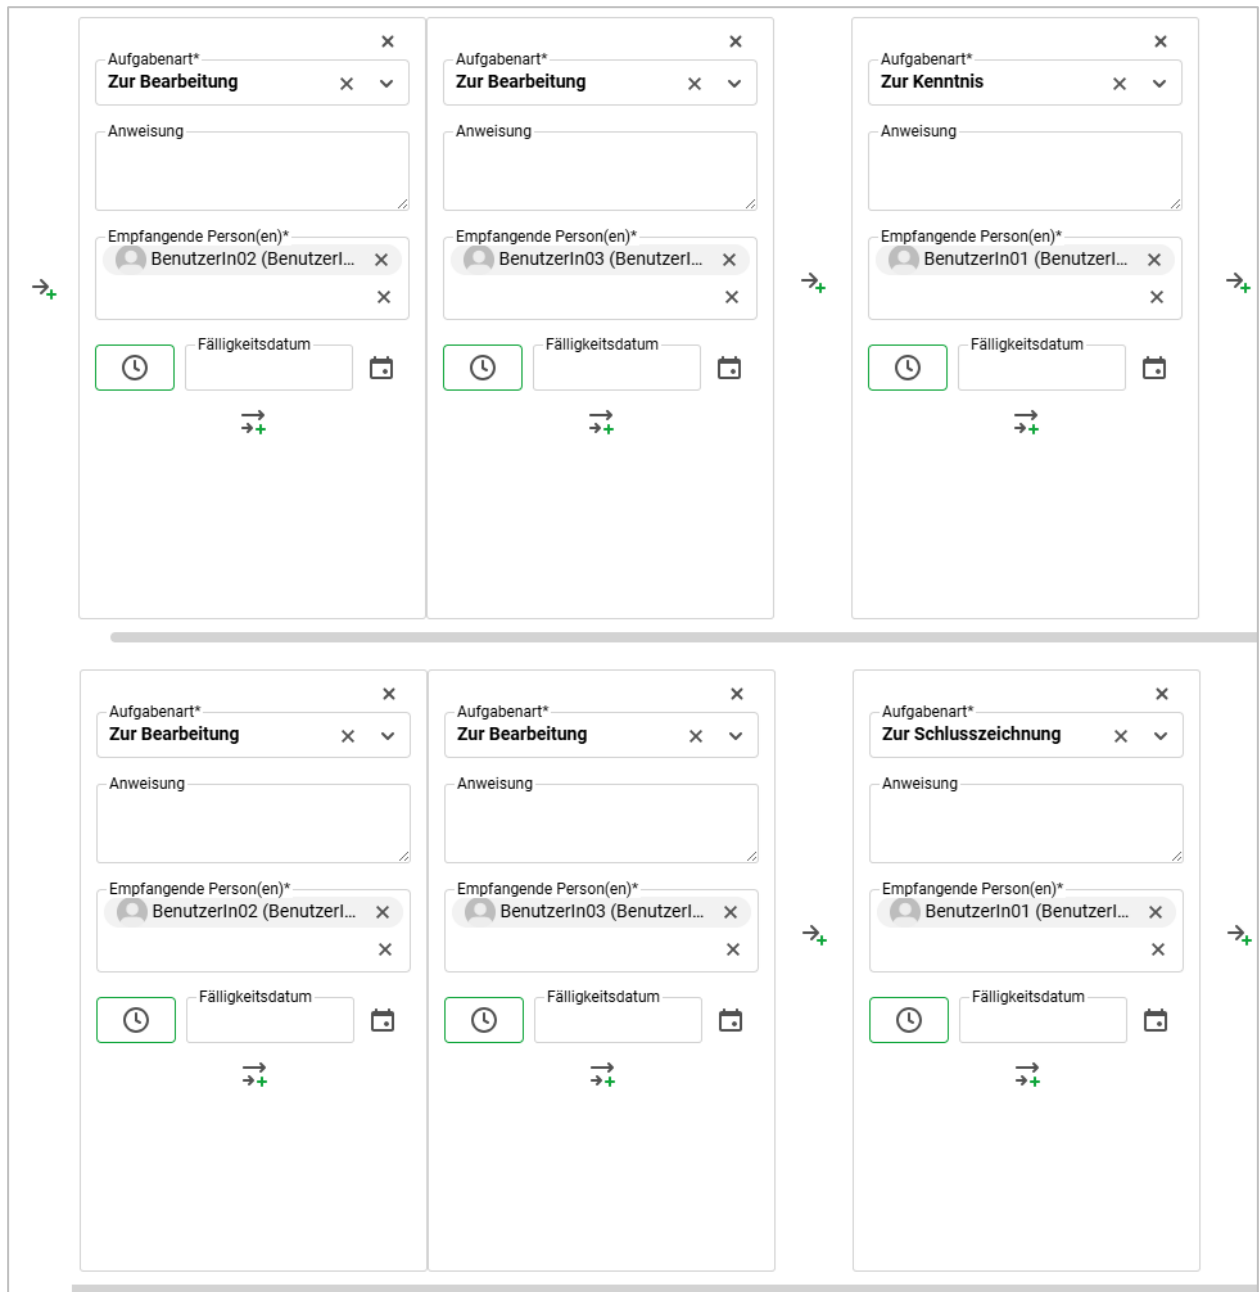 Aufgabenart* Aufgabenart* Aufgabenart*
Zur Bearbeitung Zur Bearbeitung Zur Kenntnis
Anweisung Anweisung Anweisung
Empfangende Person(en)* Empfangende Person(en)* Empfangende Person(en)*
BenutzerIn02 (BenutzerI... BenutzerIn03 (BenutzerI... BenutzerIn01 (BenutzerI...
Fälligkeitsdatum Fälligkeitsdatum Fälligkeitsdatum
Aufgabenart* Aufgabenart* Aufgabenart*
Zur Bearbeitung Zur Bearbeitung Zur Schlusszeichnung
Anweisung Anweisung Anweisung
Empfangende Person(en)* Empfangende Person(en)* Empfangende Person(en)*
BenutzerIn02 (BenutzerI... BenutzerIn03 (BenutzerI... BenutzerIn01 (BenutzerI...
Fälligkeitsdatum Fälligkeitsdatum Fälligkeitsdatum